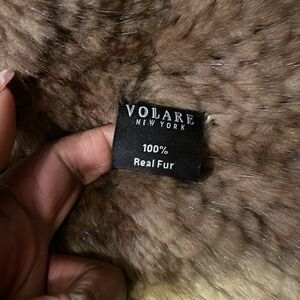 VOLARE
NEW YORK
100%
Real Fur